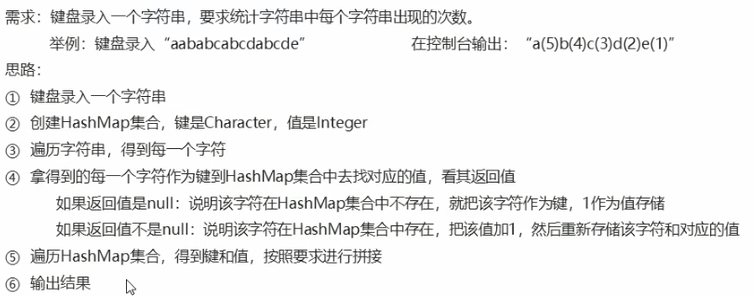 需求：键盘录入一个字符串，要求统计字符串中每个字符串出现的次数。
举例：键盘录入“aababcabcdabcde” 在控制台输出：“a(5)b(4)c(3)d(2)e(1)”
思路：
① 键盘录入一个字符串
② 创建HashMap集合，键是Character，值是Integer
③ 遍历字符串，得到每一个字符
④ 拿得到的每一个字符作为键到HashMap集合中去找对应的值，看其返回值
如果返回值是null：说明该字符在HashMap集合中不存在，就把该字符作为键，1作为值存储
如果返回值不是null：说明该字符在HashMap集合中存在，把该值加1，然后重新存储该字符和对应的值
⑤ 遍历HashMap集合，得到键和值，按照要求进行拼接
⑥ 输出结果